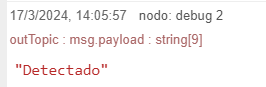 17/3/2024, 14:05:57 nodo: debug 2
outTopic : msg.payload : string[9]
"Detectado"